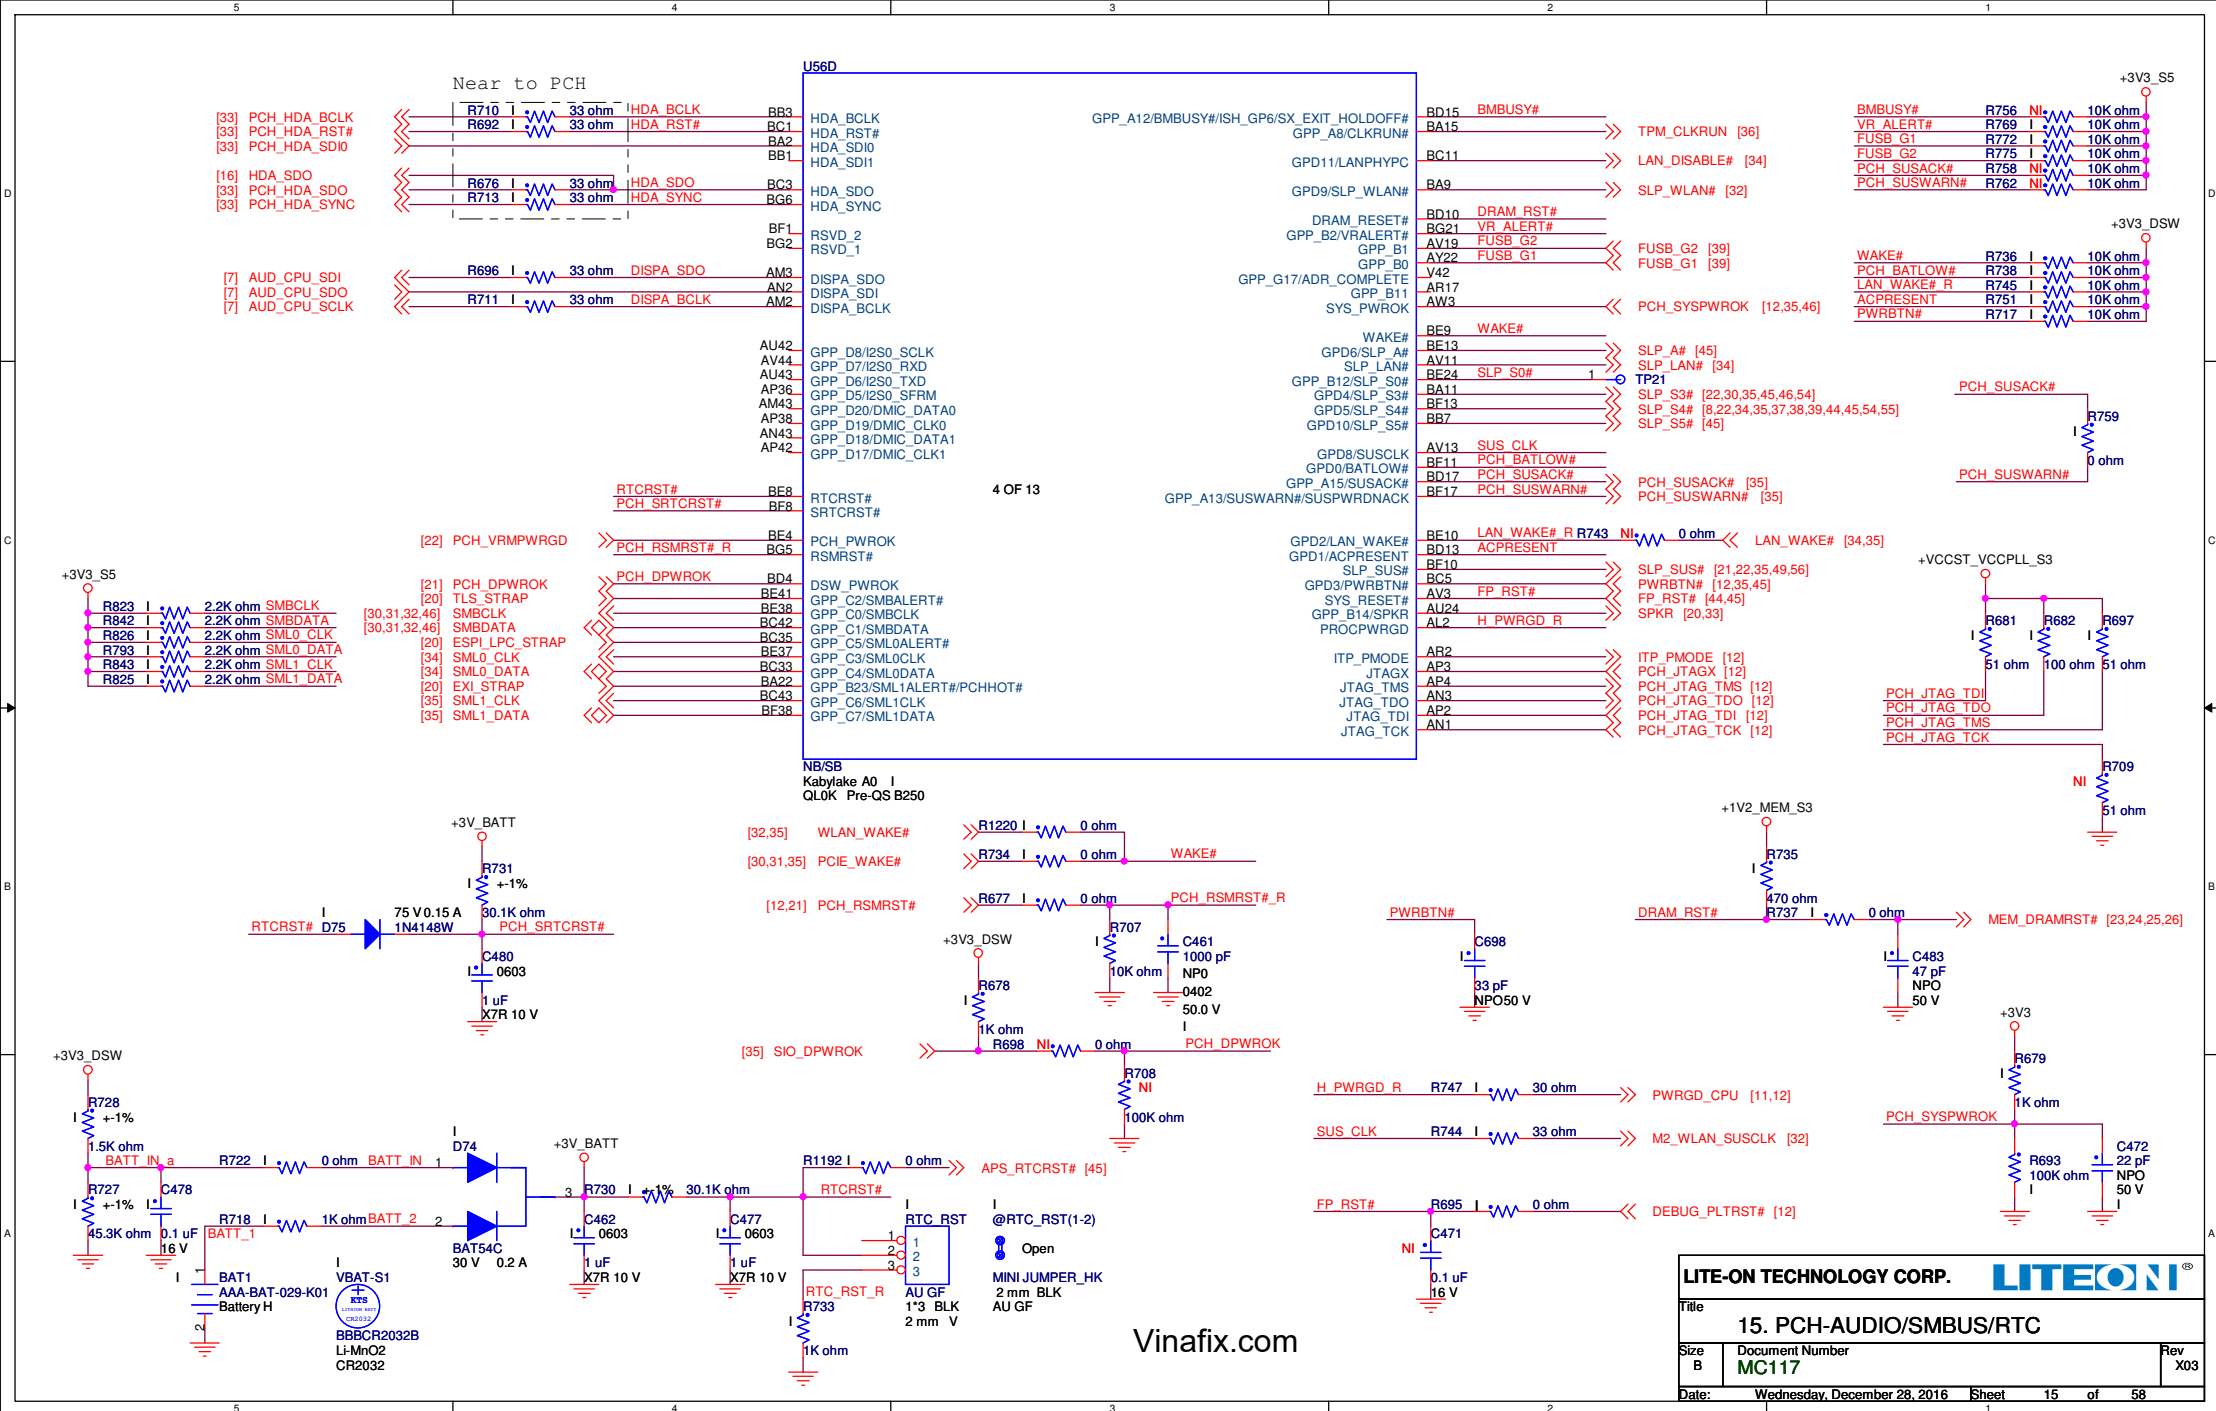 5 4 3 2 1
Near to PCH
[33] PCH_HDA_BCLK R710 I 33 ohm HDA_BCLK
[33] PCH_HDA_RST# R692 I 33 ohm HDA_RST#
[33] PCH_HDA_SDI0
[16] HDA_SDO
[33] PCH_HDA_SDO R676 I 33 ohm HDA_SDO
[33] PCH_HDA_SYNC R713 I 33 ohm HDA_SYNC
[7] AUD_CPU_SDI R696 I 33 ohm DISPA_SDO
[7] AUD_CPU_SDO
[7] AUD_CPU_SCLK R711 I 33 ohm DISPA_BCLK
U56D
BB3 HDA_BCLK
BC1 HDA_RST#
BA2 HDA_SDI0
BB1 HDA_SDI1
BC3 HDA_SDO
BG6 HDA_SYNC
BF1 RSVD_2
BG2 RSVD_1
AM3 DISPA_SDO
AN2 DISPA_SDI
AM2 DISPA_BCLK
AU42 GPP_D8/I2S0_SCLK
AV44 GPP_D7/I2S0_RXD
AU43 GPP_D6/I2S0_TXD
AP36 GPP_D5/I2S0_SFRM
AM43 GPP_D20/DMIC_DATA0
AP38 GPP_D19/DMIC_CLK0
AN43 GPP_D18/DMIC_DATA1
AP42 GPP_D17/DMIC_CLK1
RTCRST# BE8 RTCRST#
PCH_SRTCRST# BF8 SRTCRST#
[22] PCH_VRMPWRGD BE4 PCH_PWROK
PCH_RSMRST#_R BG5 RSMRST#
[21] PCH_DPWROK PCH_DPWROK BD4 DSW_PWROK
[20] TLS_STRAP BE41 GPP_C2/SMBALERT#
[30,31,32,46] SMBCLK BE38 GPP_C0/SMBCLK
[30,31,32,46] SMBDATA BC42 GPP_C1/SMBDATA
[20] ESPI_LPC_STRAP BC35 GPP_C5/SML0ALERT#
[34] SML0_CLK BE37 GPP_C3/SML0CLK
[34] SML0_DATA BC33 GPP_C4/SML0DATA
[20] EXI_STRAP BA22 GPP_B23/SML1ALERT#/PCHHOT#
[35] SML1_CLK BC43 GPP_C6/SML1CLK
[35] SML1_DATA BF38 GPP_C7/SML1DATA
4 OF 13
GPP_A12/BMBUSY#/ISH_GP6/SX_EXIT_HOLDOFF# BD15 BMBUSY#
GPP_A8/CLKRUN# BA15 TPM_CLKRUN [36]
GPD11/LANPHYPC BC11 LAN_DISABLE# [34]
GPD9/SLP_WLAN# BA9 SLP_WLAN# [32]
DRAM_RESET# BD10 DRAM_RST#
GPP_B2/VRALERT# BG21 VR_ALERT#
GPP_B1 AV19 FUSB_G2 FUSB_G2 [39]
GPP_B0 AY22 FUSB_G1 FUSB_G1 [39]
GPP_G17/ADR_COMPLETE V42
GPP_B11 AR17
SYS_PWROK AW3 PCH_SYSPWROK [12,35,46]
WAKE# BE9 WAKE#
GPD6/SLP_A# BE13 SLP_A# [45]
SLP_LAN# AV11 SLP_LAN# [34]
GPP_B12/SLP_S0# BE24 SLP_S0# 1 TP21
GPD4/SLP_S3# BA11 SLP_S3# [22,30,35,45,46,54]
GPD5/SLP_S4# BF13 SLP_S4# [8,22,34,35,37,38,39,44,45,54,55]
GPD10/SLP_S5# BB7 SLP_S5# [45]
GPD8/SUSCLK AV13 SUS_CLK
GPD0/BATLOW# BF11 PCH_BATLOW#
GPP_A15/SUSACK# BD17 PCH_SUSACK# PCH_SUSACK# [35]
GPP_A13/SUSWARN#/SUSPWRDNACK BF17 PCH_SUSWARN# PCH_SUSWARN# [35]
GPD2/LAN_WAKE# BE10 LAN_WAKE#_R R743 NI 0 ohm LAN_WAKE# [34,35]
GPD1/ACPRESENT BD13 ACPRESENT
SLP_SUS# BF10 SLP_SUS# [21,22,35,49,56]
GPD3/PWRBTN# BC5 PWRBTN# [12,35,45]
SYS_RESET# AV3 FP_RST# FP_RST# [44,45]
GPP_B14/SPKR AU24 SPKR [20,33]
PROCPWRGD AL2 H_PWRGD_R
ITP_PMODE AR2 ITP_PMODE [12]
JTAGX AP3 PCH_JTAGX [12]
JTAG_TMS AP4 PCH_JTAG_TMS [12]
JTAG_TDO AN3 PCH_JTAG_TDO [12]
JTAG_TDI AP2 PCH_JTAG_TDI [12]
JTAG_TCK AN1 PCH_JTAG_TCK [12]
NB/SB
Kabylake A0 I
QL0K Pre-QS B250
+3V3_S5
BMBUSY# R756 NI 10K ohm
VR_ALERT# R769 I 10K ohm
FUSB_G1 R772 I 10K ohm
FUSB_G2 R775 I 10K ohm
PCH_SUSACK# R758 NI 10K ohm
PCH_SUSWARN# R762 NI 10K ohm
+3V3_DSW
WAKE# R736 I 10K ohm
PCH_BATLOW# R738 I 10K ohm
LAN_WAKE#_R R745 I 10K ohm
ACPRESENT R751 I 10K ohm
PWRBTN# R717 I 10K ohm
PCH_SUSACK#
R759
I
0 ohm
PCH_SUSWARN#
+VCCST_VCCPLL_S3
R681 R682 R697
I I I
51 ohm 100 ohm 51 ohm
PCH_JTAG_TDI
PCH_JTAG_TDO
PCH_JTAG_TMS
PCH_JTAG_TCK
R709
NI
51 ohm
+3V3_S5
R823 I 2.2K ohm SMBCLK
R842 I 2.2K ohm SMBDATA
R826 I 2.2K ohm SML0_CLK
R793 I 2.2K ohm SML0_DATA
R843 I 2.2K ohm SML1_CLK
R825 I 2.2K ohm SML1_DATA
+3V_BATT
R731
I +-1%
30.1K ohm
RTCRST# I D75 75 V 0.15 A 1N4148W PCH_SRTCRST#
C480
I 0603
1 uF
X7R 10 V
[32,35] WLAN_WAKE# R1220 I 0 ohm
[30,31,35] PCIE_WAKE# R734 I 0 ohm WAKE#
[12,21] PCH_RSMRST# R677 I 0 ohm PCH_RSMRST#_R
R707
I
10K ohm
C461
1000 pF
NP0
0402
50.0 V
I
+3V3_DSW
R678
I
1K ohm
[35] SIO_DPWROK R698 NI 0 ohm PCH_DPWROK
R708
NI
100K ohm
PWRBTN#
C698
I
33 pF
NPO50 V
+1V2_MEM_S3
R735
I
470 ohm
DRAM_RST# R737 I 0 ohm MEM_DRAMRST# [23,24,25,26]
C483
I
47 pF
NPO
50 V
+3V3
R679
I
1K ohm
PCH_SYSPWROK
R693
100K ohm
I
C472
22 pF
NPO
50 V
I
H_PWRGD_R R747 I 30 ohm PWRGD_CPU [11,12]
SUS_CLK R744 I 33 ohm M2_WLAN_SUSCLK [32]
FP_RST# R695 I 0 ohm DEBUG_PLTRST# [12]
C471
NI
0.1 uF
16 V
+3V3_DSW
R728
I +-1%
1.5K ohm
BATT_IN_a R722 I 0 ohm BATT_IN 1
R727
I +-1%
45.3K ohm
C478
I
0.1 uF
16 V
BATT_1 R718 I 1K ohm BATT_2 2
I
D74
BAT54C
30 V 0.2 A
3
1
I BAT1
AAA-BAT-029-K01
Battery H
2
I
VBAT-S1
KTS
LITHIUM BATT
CR2032
BBBCR2032B
Li-MnO2
CR2032
+3V_BATT
R730 I +-1% 30.1K ohm
C462
I 0603
1 uF
X7R 10 V
C477
I 0603
1 uF
X7R 10 V
R1192 I 0 ohm APS_RTCRST# [45]
RTCRST#
I
RTC_RST
1 1
2 2
3 3
AU GF
1*3 BLK
2 mm V
RTC_RST_R
R733
I
1K ohm
I
@RTC_RST(1-2)
Open
MINI JUMPER_HK
2 mm BLK
AU GF
Vinafix.com
LITE-ON TECHNOLOGY CORP. LITEON ®
Title
15. PCH-AUDIO/SMBUS/RTC
Size Document Number Rev
B MC117 X03
Date: Wednesday, December 28, 2016 Sheet 15 of 58
D D
C C
B B
A A
5 4 3 2 1